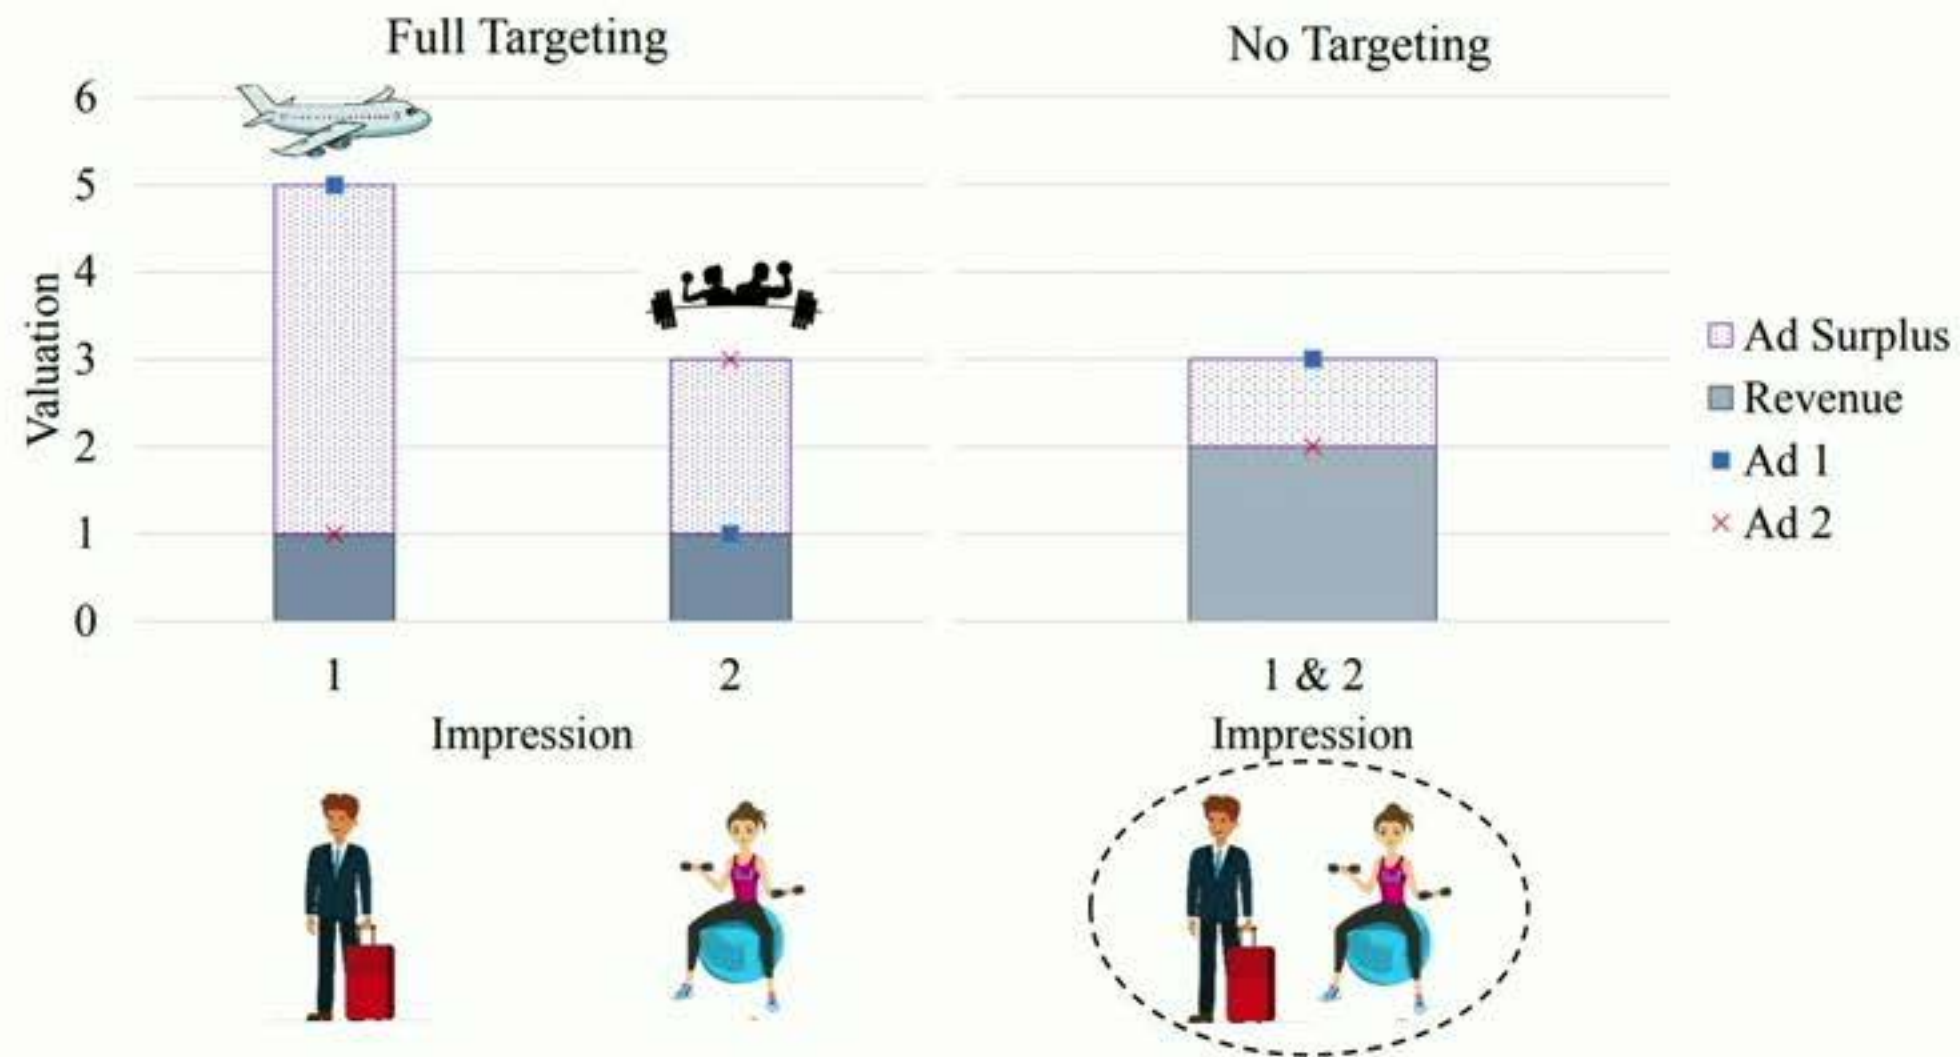 Full Targeting
No Targeting
6
5
4
3
2
1
0
Valuation
1
2
1 & 2
Impression
Impression
Ad Surplus
Revenue
Ad 1
Ad 2